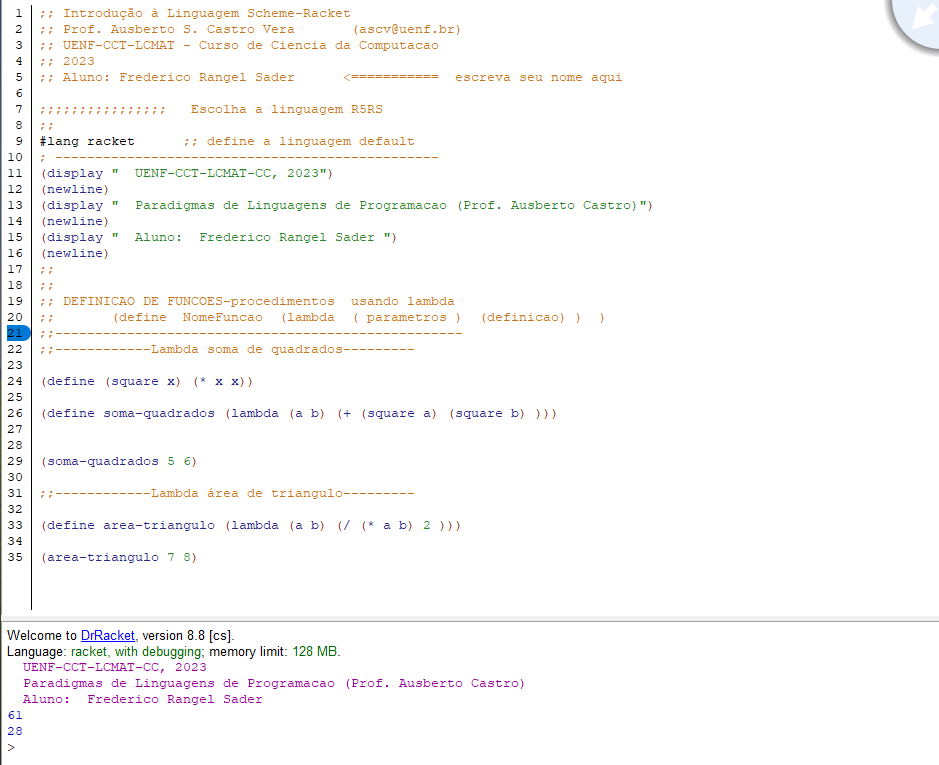 1 ;; Introdução à Linguagem Scheme-Racket
2 ;; Prof. Ausberto S. Castro Vera (ascv@uenf.br)
3 ;; UENF-CCT-LCMAT - Curso de Ciencia da Computacao
4 ;; 2023
5 ;; Aluno: Frederico Rangel Sader <=========== escreva seu nome aqui
6
7 ;;;;;;;;;;;;;;;; Escolha a linguagem R5RS
8 ;;
9 #lang racket ;; define a linguagem default
10 ; ------------------------------------------------
11 (display "  UENF-CCT-LCMAT-CC, 2023")
12 (newline)
13 (display "  Paradigmas de Linguagens de Programacao (Prof. Ausberto Castro)")
14 (newline)
15 (display "  Aluno:  Frederico Rangel Sader ")
16 (newline)
17 ;;
18 ;;
19 ;; DEFINICAO DE FUNCOES-procedimentos  usando lambda
20 ;;       (define  NomeFuncao  (lambda  ( parametros )  (definicao) )  )
21 ;;---------------------------------------------------
22 ;;------------Lambda soma de quadrados---------
23
24 (define (square x) (* x x))
25
26 (define soma-quadrados (lambda (a b) (+ (square a) (square b) )))
27
28
29 (soma-quadrados 5 6)
30
31 ;;------------Lambda área de triangulo---------
32
33 (define area-triangulo (lambda (a b) (/ (* a b) 2 )))
34
35 (area-triangulo 7 8)
Welcome to DrRacket, version 8.8 [cs].
Language: racket, with debugging; memory limit: 128 MB.
UENF-CCT-LCMAT-CC, 2023
Paradigmas de Linguagens de Programacao (Prof. Ausberto Castro)
Aluno:  Frederico Rangel Sader
61
28
>